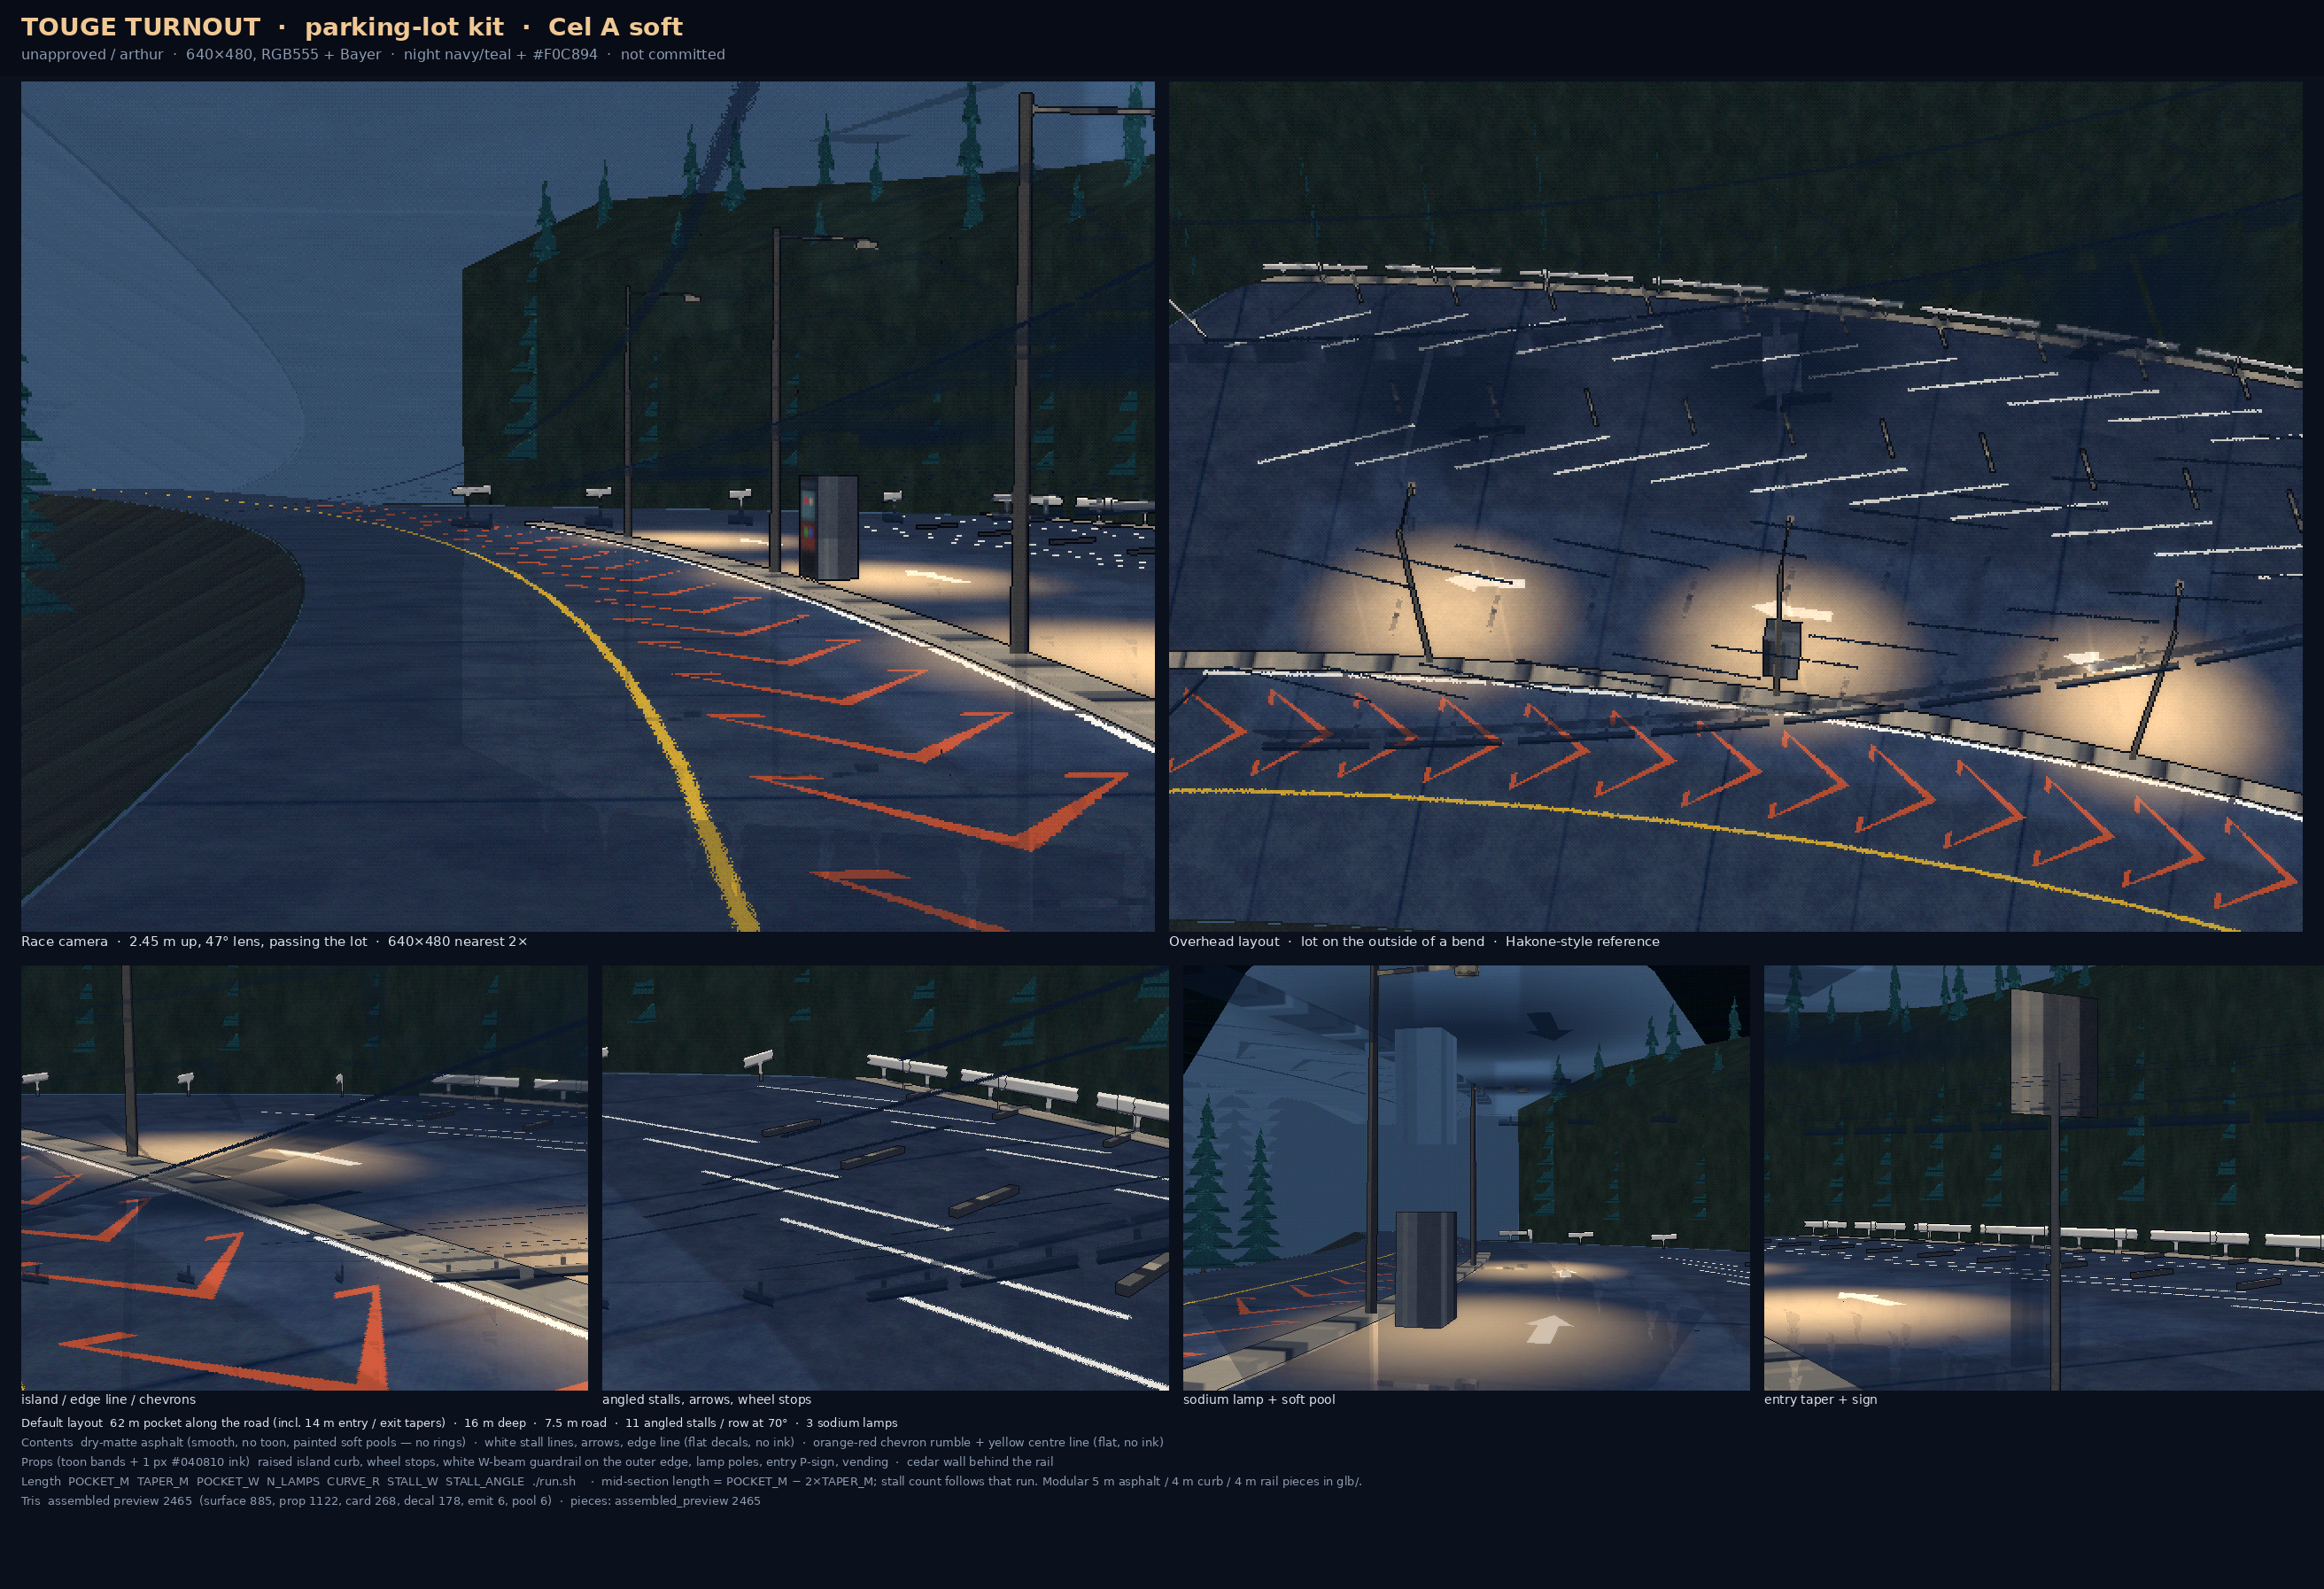 TOUGE TURNOUT · parking-lot kit · Cel A soft
unapproved / arthur · 640×480, RGB555 + Bayer · night navy/teal + #F0C894 · not committed
Race camera · 2.45 m up, 47° lens, passing the lot · 640×480 nearest 2×
Overhead layout · lot on the outside of a bend · Hakone-style reference
island / edge line / chevrons
angled stalls, arrows, wheel stops
sodium lamp + soft pool
entry taper + sign
Default layout  62 m pocket along the road (incl. 14 m entry / exit tapers) · 16 m deep · 7.5 m road · 11 angled stalls / row at 70° · 3 sodium lamps
Contents  dry-matte asphalt (smooth, no toon, painted soft pools — no rings) · white stall lines, arrows, edge line (flat decals, no ink) · orange-red chevron rumble + yellow centre line (flat, no ink)
Props (toon bands + 1 px #040810 ink)  raised island curb, wheel stops, white W-beam guardrail on the outer edge, lamp poles, entry P-sign, vending · cedar wall behind the rail
Length  POCKET_M  TAPER_M  POCKET_W  N_LAMPS  CURVE_R  STALL_W  STALL_ANGLE  ./run.sh  · mid-section length = POCKET_M − 2×TAPER_M; stall count follows that run. Modular 5 m asphalt / 4 m curb / 4 m rail pieces in glb/.
Tris  assembled preview 2465  (surface 885, prop 1122, card 268, decal 178, emit 6, pool 6) · pieces: assembled_preview 2465